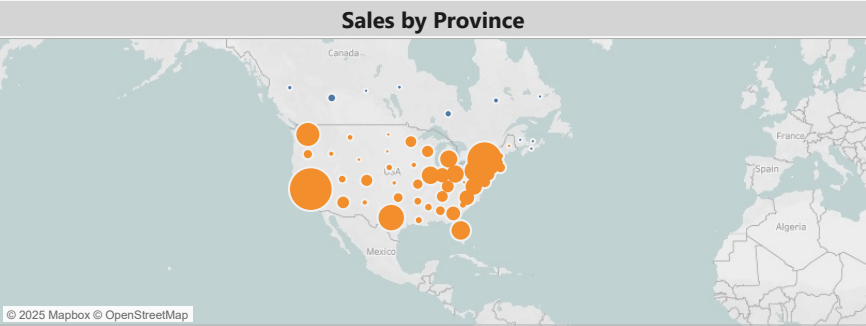 Sales by Province
Canada
France
USA
Spain
Algeria
Mexico
© 2025 Mapbox © OpenStreetMap